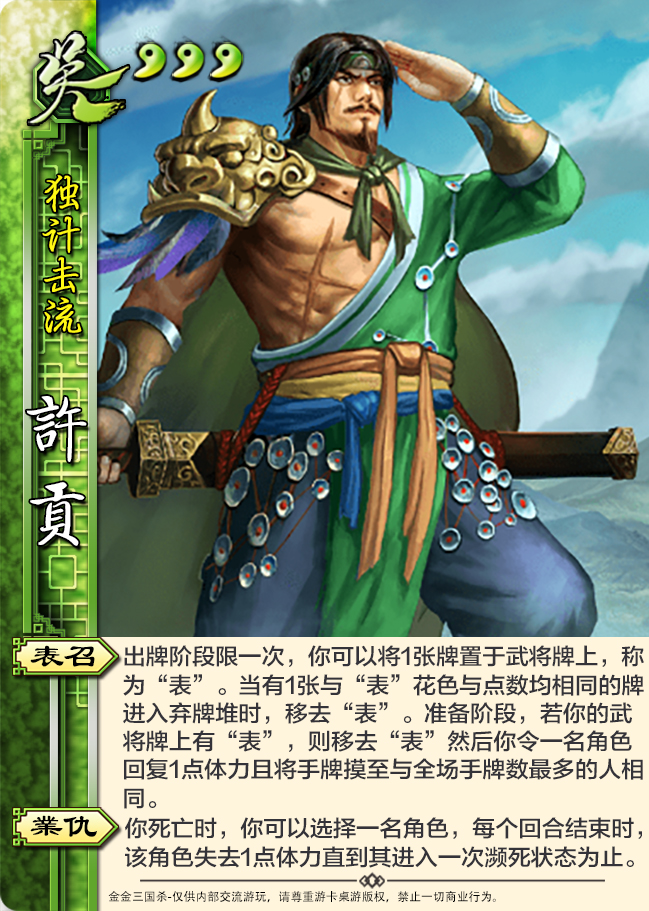 吴
独计击流
許貢
表召
出牌阶段限一次，你可以将1张牌置于武将牌上，称
为“表”。当有1张与“表”花色与点数均相同的牌
进入弃牌堆时，移去“表”。准备阶段，若你的武
将牌上有“表”，则移去“表”然后你令一名角色
回复1点体力且将手牌摸至与全场手牌数最多的人相
同。
業仇
你死亡时，你可以选择一名角色，每个回合结束时，
该角色失去1点体力直到其进入一次濒死状态为止。
金金三国杀-仅供内部交流游玩，请尊重游卡桌游版权，禁止一切商业行为。